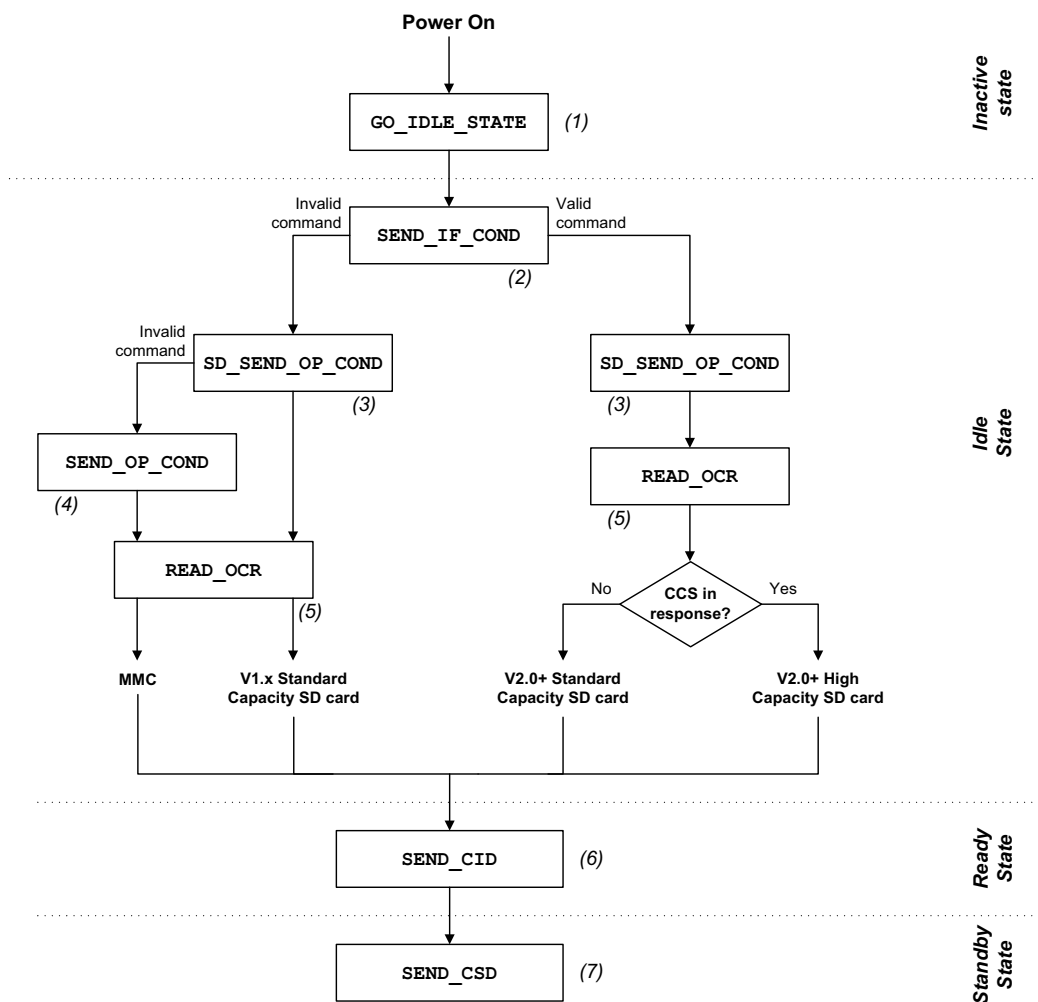 Power On
GO_IDLE_STATE
(1)
Inactive
state
Invalid
command
Valid
command
SEND_IF_COND
(2)
Invalid
command
SD_SEND_OP_COND
(3)
SD_SEND_OP_COND
(3)
SEND_OP_COND
(4)
READ_OCR
(5)
Idle
State
READ_OCR
(5)
No
CCS in
response?
Yes
MMC
V1.x Standard
Capacity SD card
V2.0+ Standard
Capacity SD card
V2.0+ High
Capacity SD card
SEND_CID
(6)
Ready
State
SEND_CSD
(7)
Standby
State